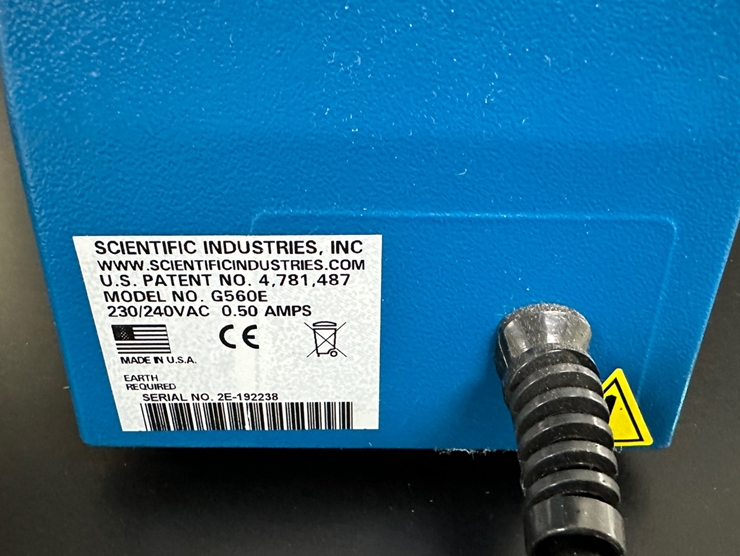 SCIENTIFIC INDUSTRIES, INC
WWW.SCIENTIFICINDUSTRIES.COM
U.S. PATENT NO. 4,781,487
MODEL NO. G560E
230/240VAC 0.50 AMPS
CE
MADE IN U.S.A.
EARTH
REQUIRED
SERIAL NO. 2E-192238